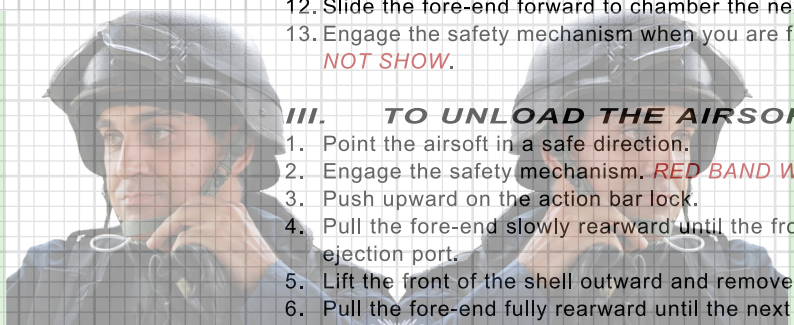 12. Slide the fore-end forward to chamber the ne
13. Engage the safety mechanism when you are f
NOT SHOW.
III. TO UNLOAD THE AIRSOF
1. Point the airsoft in a safe direction.
2. Engage the safety mechanism. RED BAND W
3. Push upward on the action bar lock.
4. Pull the fore-end slowly rearward until the fro
ejection port.
5. Lift the front of the shell outward and remove
6. Pull the fore-end fully rearward until the next